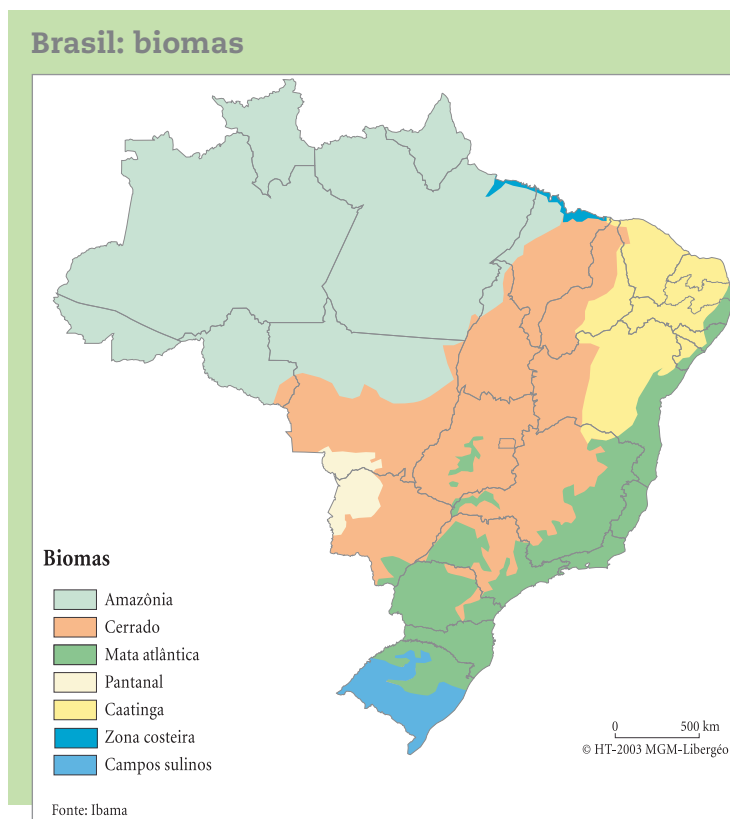 Brasil: biomas
Biomas
Amazônia
Cerrado
Mata atlântica
Pantanal
Caatinga
Zona costeira
Campos sulinos
0 500 km
© HT-2003 MGM-Libergéo
Fonte: Ibama